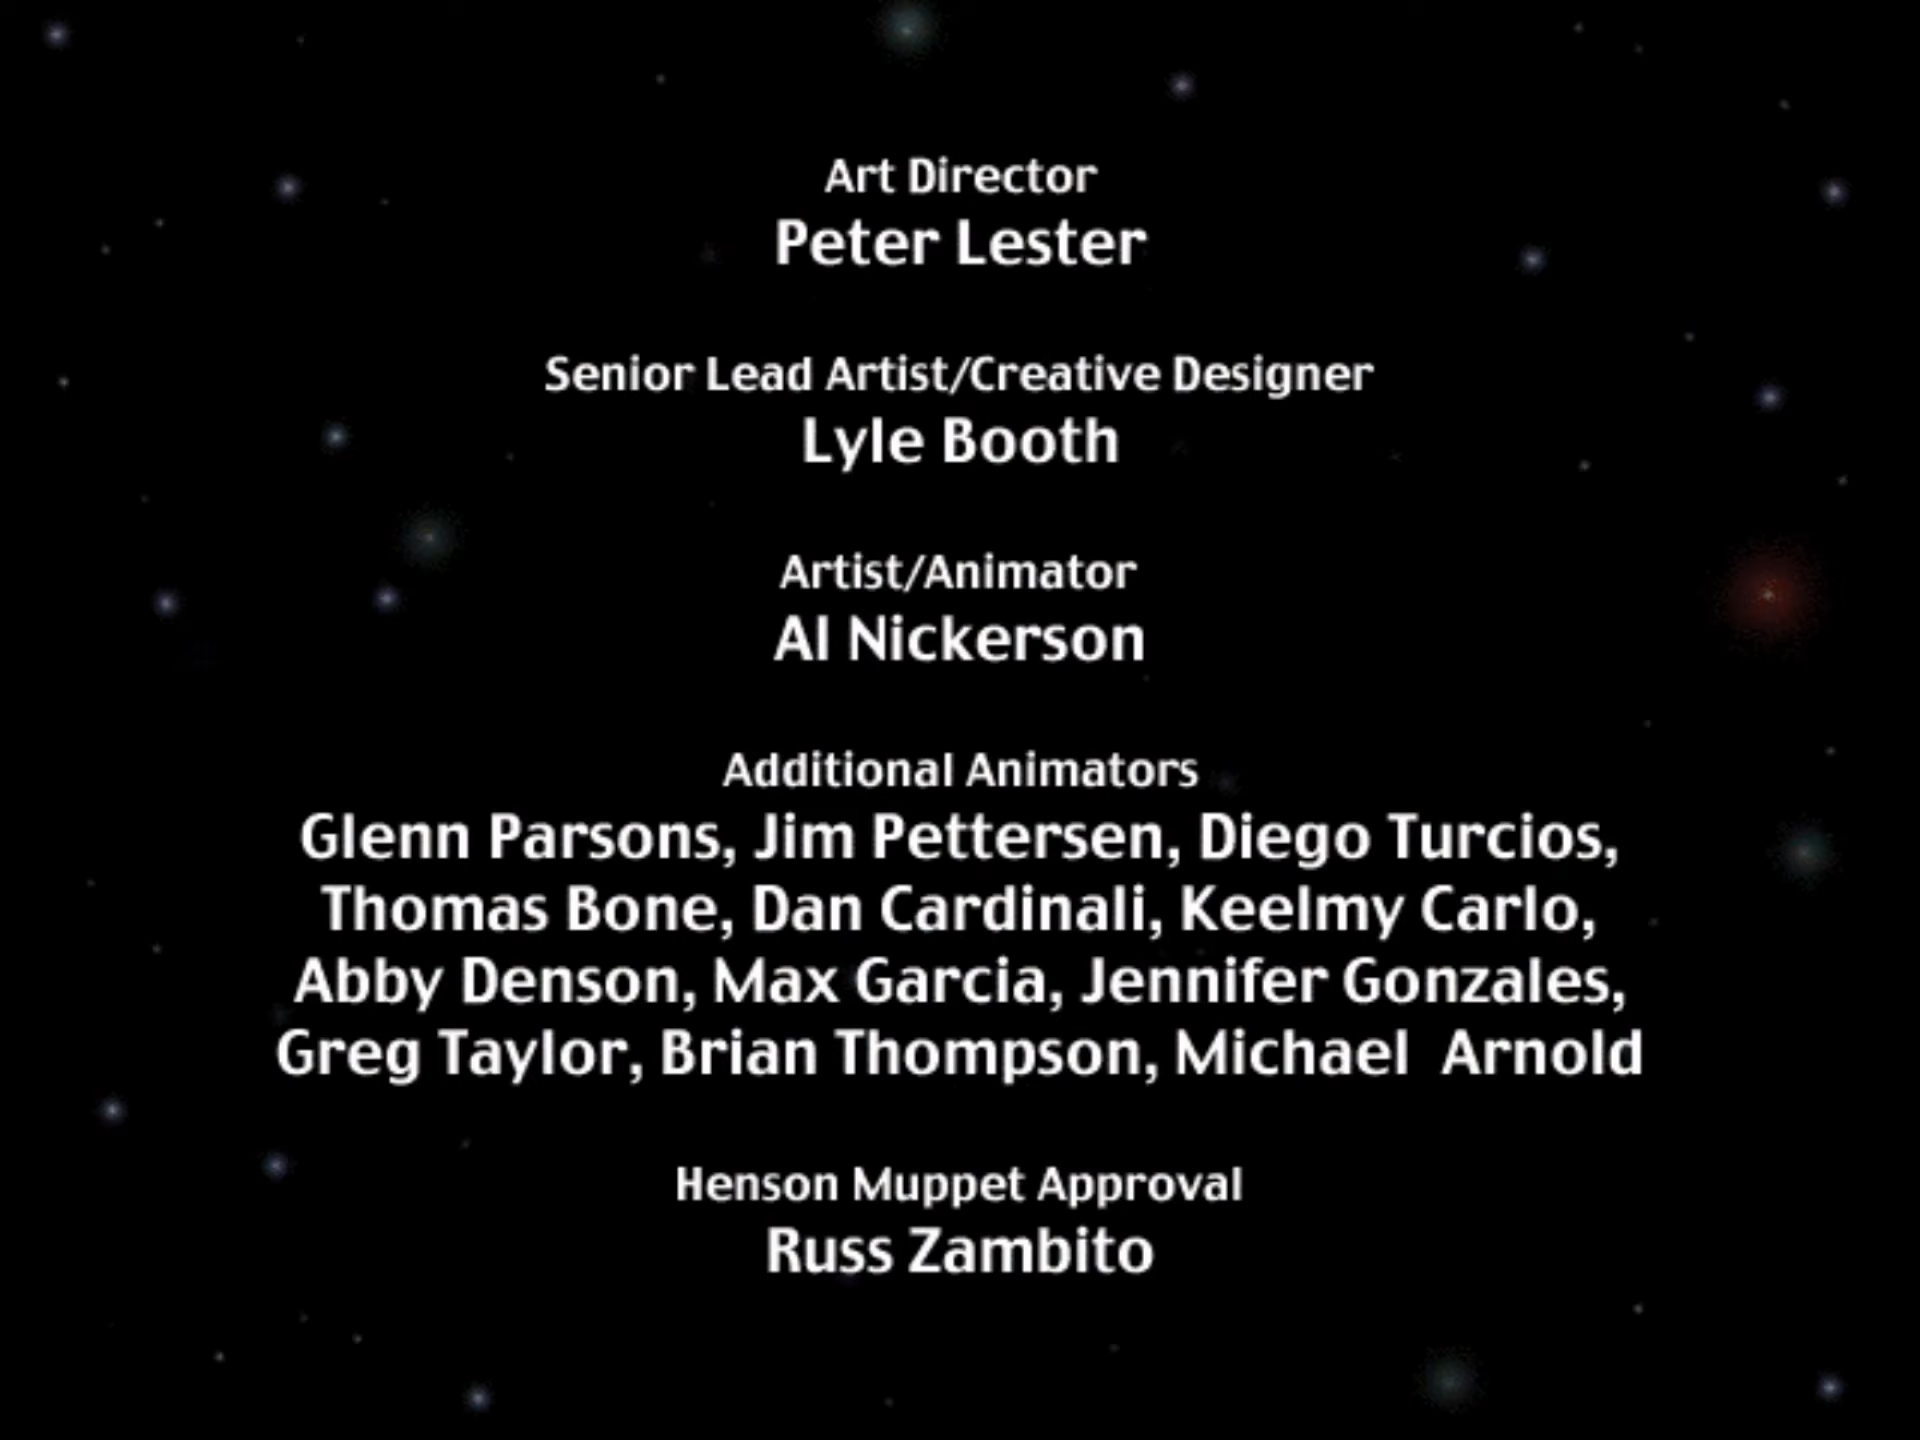 Art Director
Peter Lester
Senior Lead Artist/Creative Designer
Lyle Booth
Artist/Animator
Al Nickerson
Additional Animators
Glenn Parsons, Jim Pettersen, Diego Turcios,
Thomas Bone, Dan Cardinali, Keelmy Carlo,
Abby Denson, Max Garcia, Jennifer Gonzales,
Greg Taylor, Brian Thompson, Michael  Arnold
Henson Muppet Approval
Russ Zambito